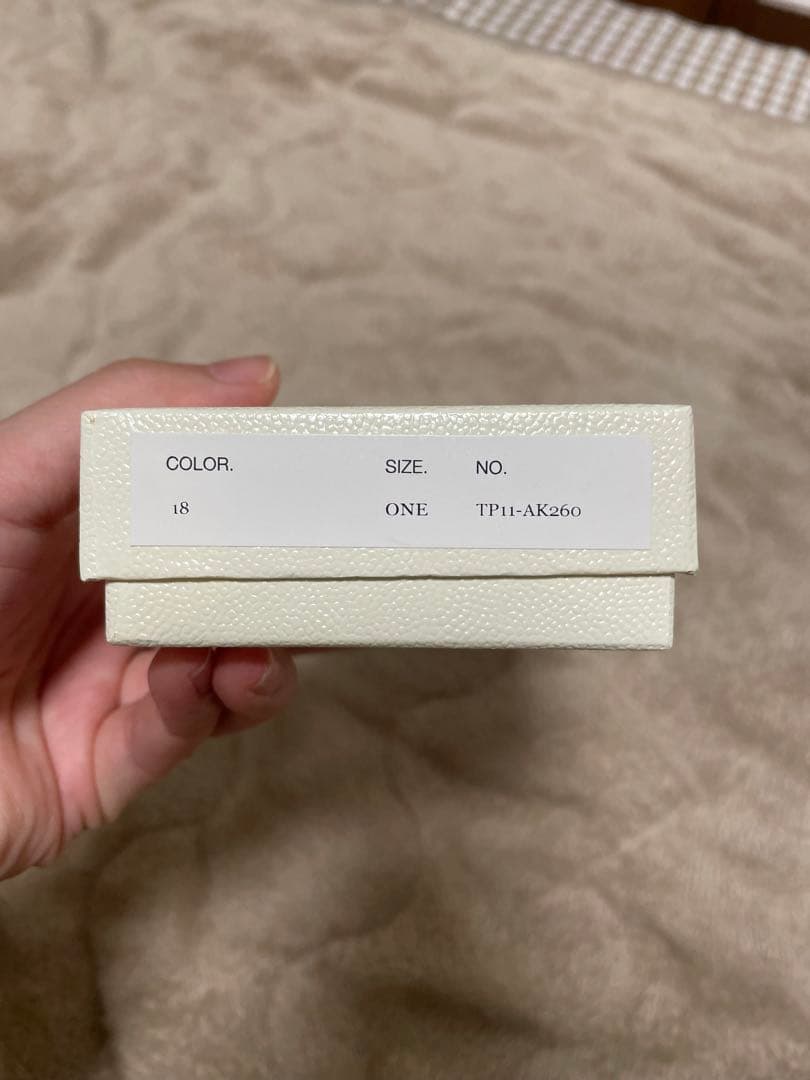 COLOR. SIZE. NO.
18 ONE TP11-AK260